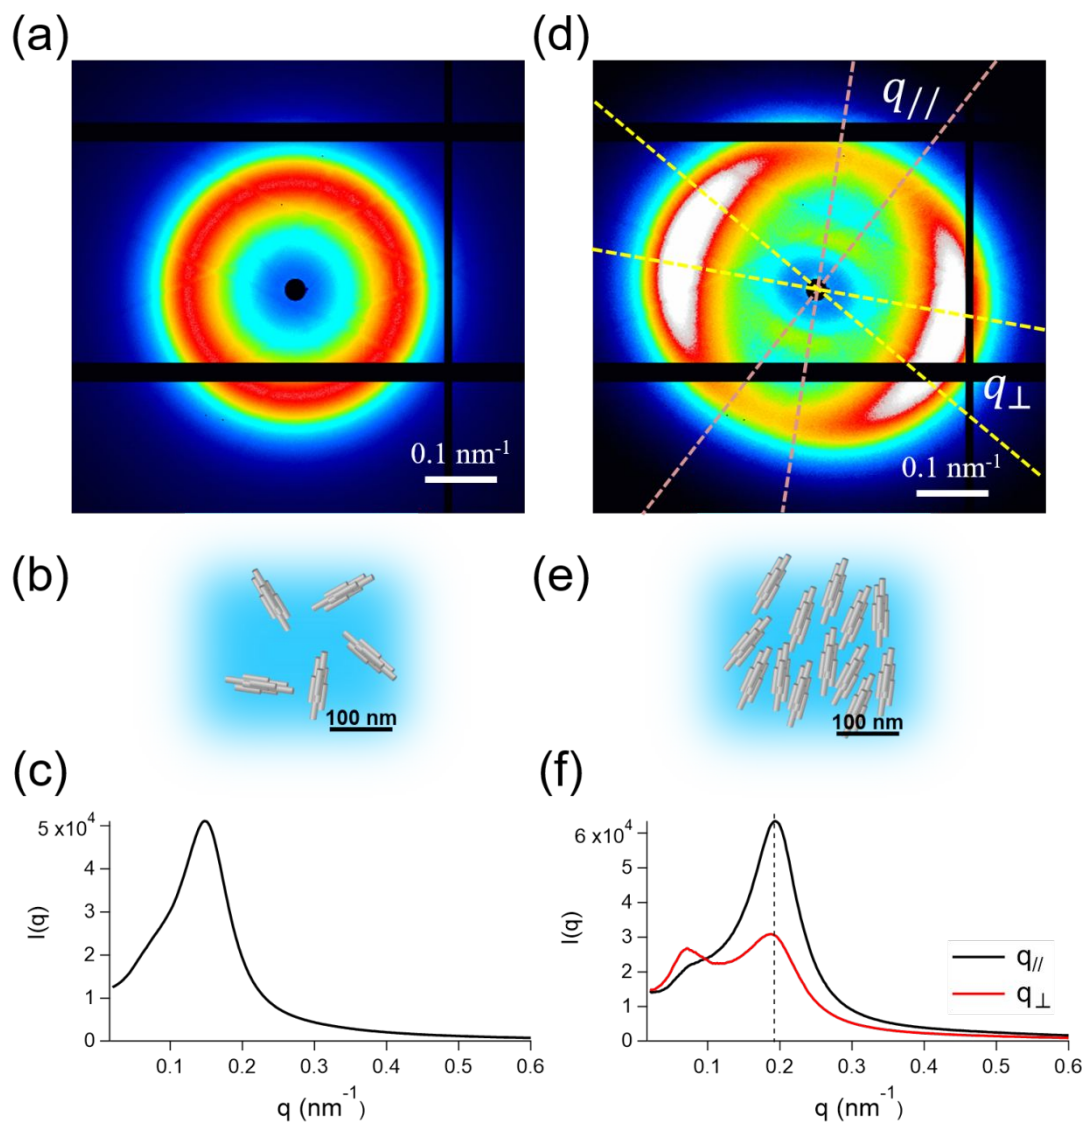 (a)
(d)
q//
q⊥
0.1 nm-1
0.1 nm-1
(b)
(e)
100 nm
100 nm
(c)
(f)
5 x10⁴
4
3
2
1
0
I(q)
0.1
0.2
0.3
0.4
0.5
0.6
q (nm⁻¹)
6 x10⁴
5
4
3
2
1
0
I(q)
q//
q⊥
0.1
0.2
0.3
0.4
0.5
0.6
q (nm⁻¹)